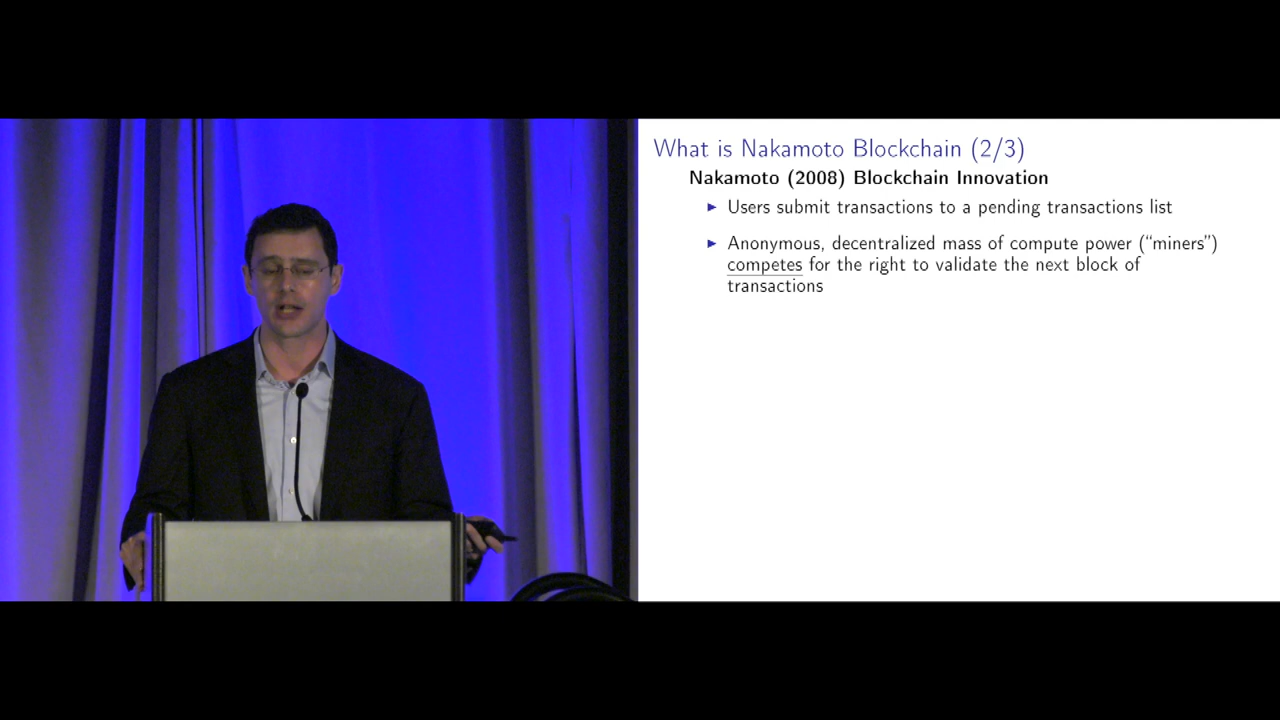 What is Nakamoto Blockchain (2/3)
Nakamoto (2008) Blockchain Innovation
► Users submit transactions to a pending transactions list
► Anonymous, decentralized mass of compute power (“miners”)
competes for the right to validate the next block of
transactions